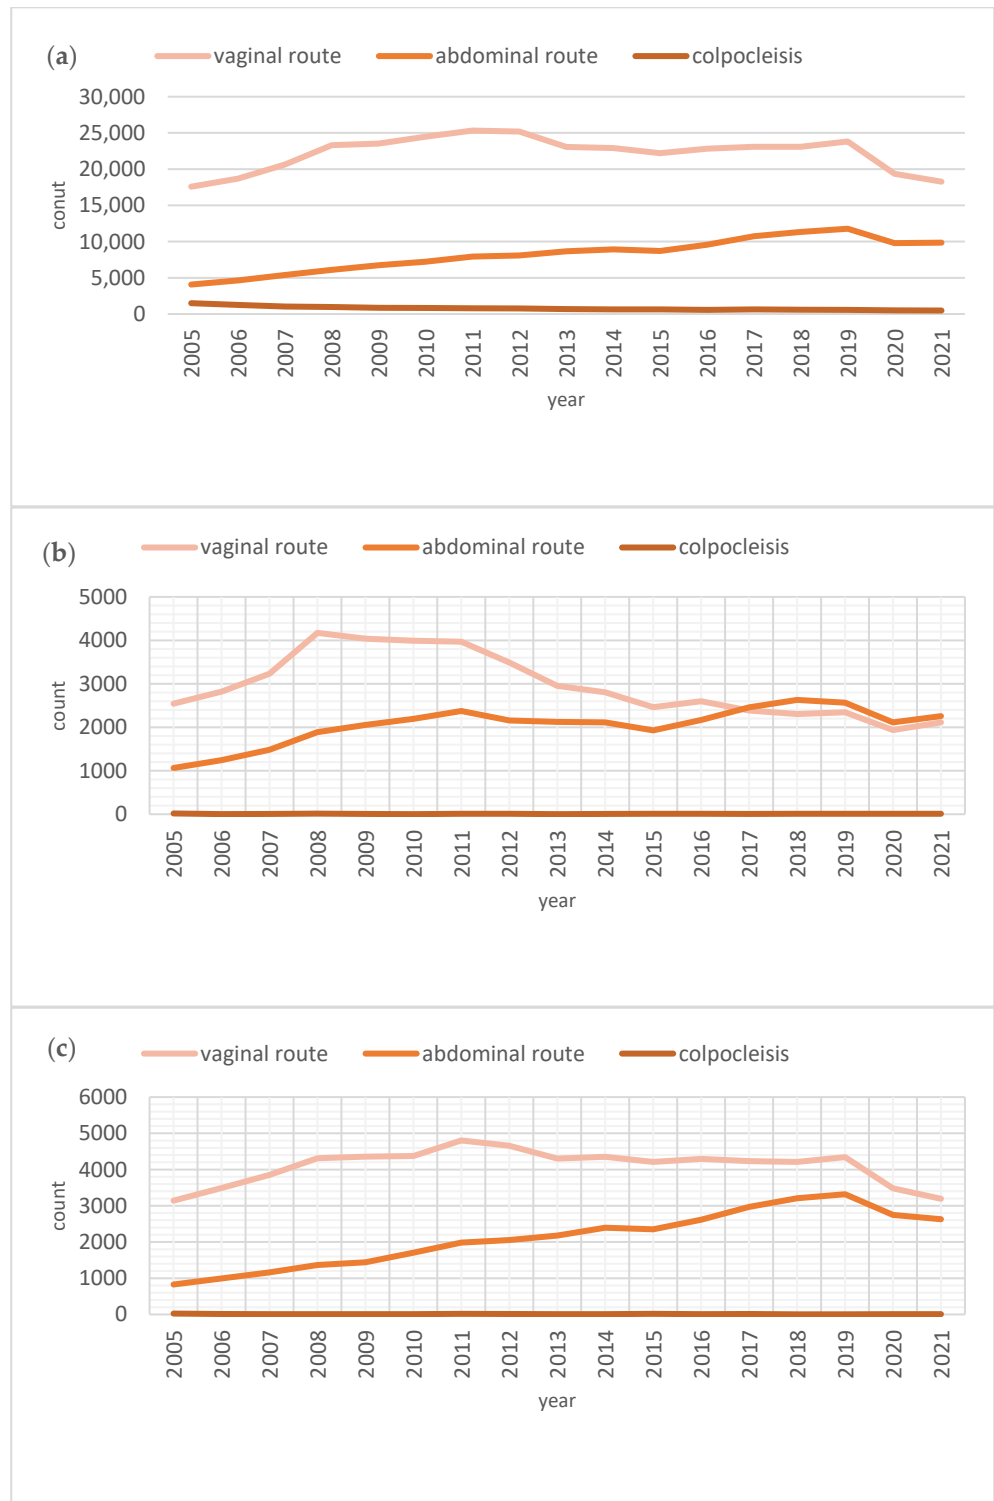 (a)
vaginal route abdominal route colpocleisis
30,000
25,000
20,000
15,000
10,000
5,000
0
conut
2005 2006 2007 2008 2009 2010 2011 2012 2013 2014 2015 2016 2017 2018 2019 2020 2021
year
(b)
vaginal route abdominal route colpocleisis
5000
4000
3000
2000
1000
0
count
2005 2006 2007 2008 2009 2010 2011 2012 2013 2014 2015 2016 2017 2018 2019 2020 2021
year
(c)
vaginal route abdominal route colpocleisis
6000
5000
4000
3000
2000
1000
0
count
2005 2006 2007 2008 2009 2010 2011 2012 2013 2014 2015 2016 2017 2018 2019 2020 2021
year